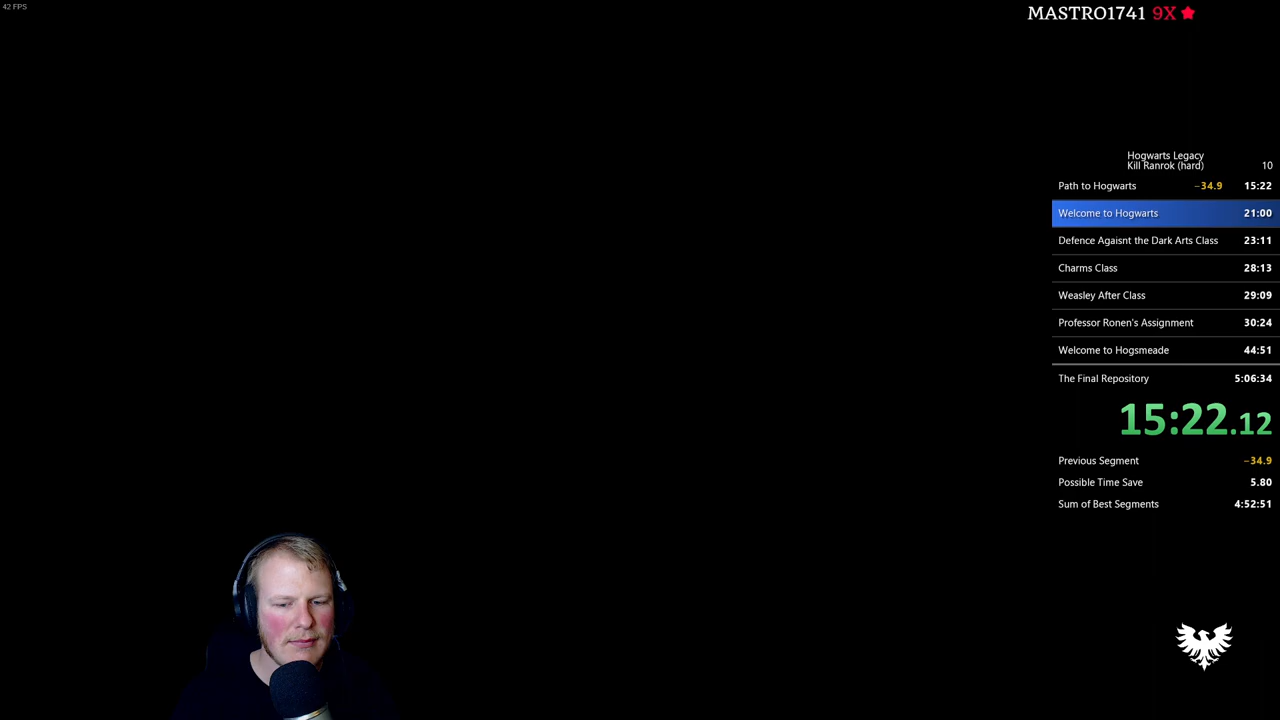 42 FPS
MASTRO1741 9X
Hogwarts Legacy
Kill Ranrok (hard) 10
Path to Hogwarts −34.9 15:22
Welcome to Hogwarts 21:00
Defence Agaisnt the Dark Arts Class 23:11
Charms Class 28:13
Weasley After Class 29:09
Professor Ronen's Assignment 30:24
Welcome to Hogsmeade 44:51
The Final Repository 5:06:34
15:22.12
Previous Segment −34.9
Possible Time Save 5.80
Sum of Best Segments 4:52:51